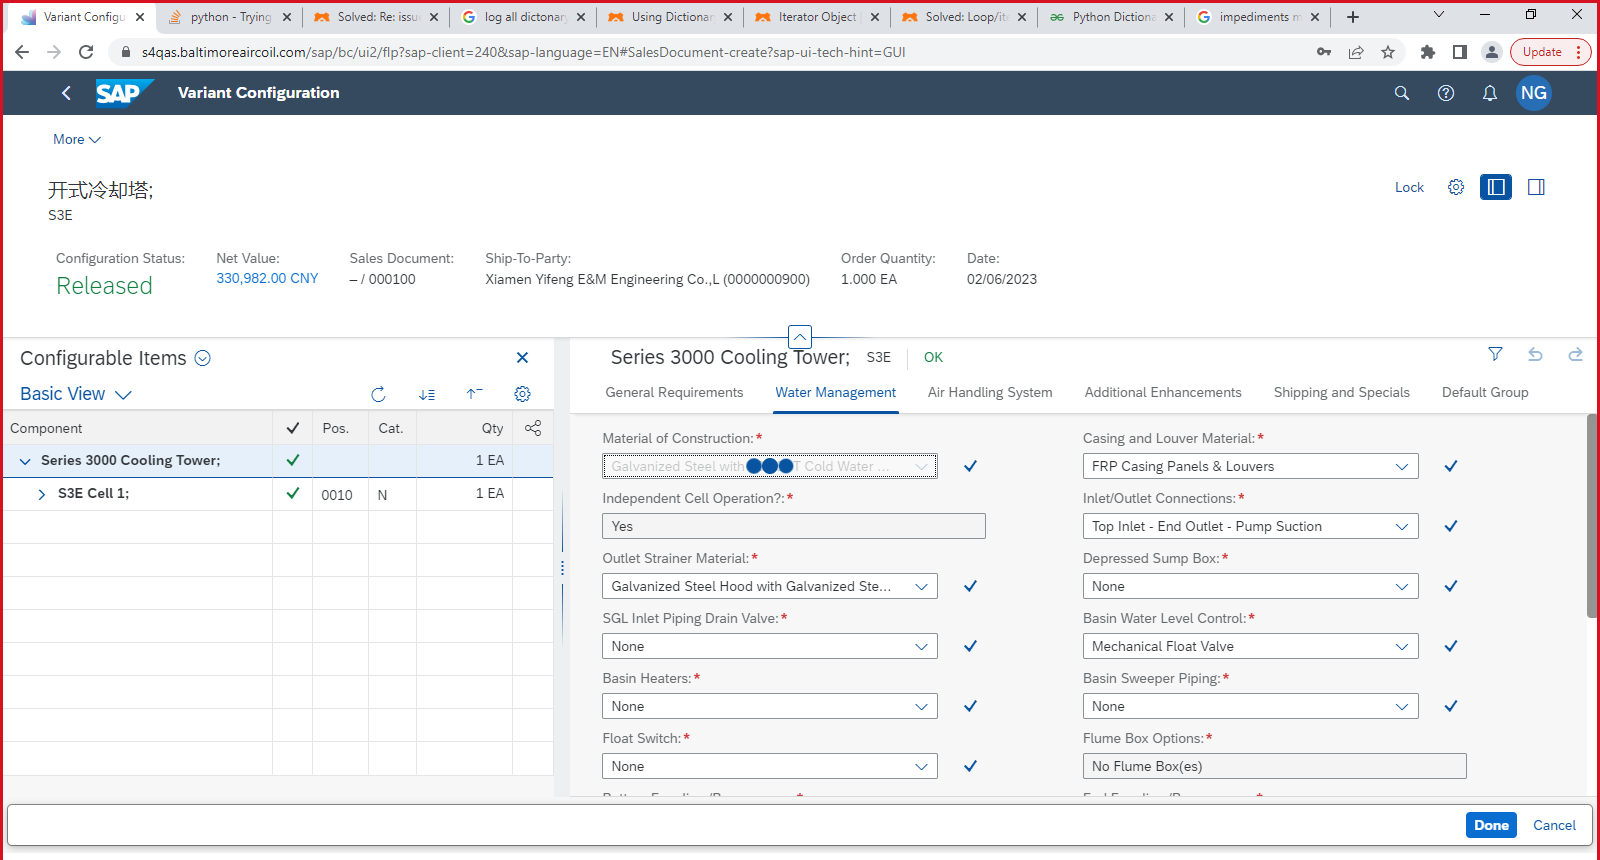 Variant Configu
python - Trying
Solved: Re: issue
log all dictonary
Using Dictionar
Iterator Object
Solved: Loop/ite
Python Dictiona
impediments m
s4qas.baltimoreaircoil.com/sap/bc/ui2/flp?sap-client=240&sap-language=EN#SalesDocument-create?sap-ui-tech-hint=GUI
Update
SAP
Variant Configuration
NG
More
开式冷却塔;
S3E
Lock
Configuration Status:
Released
Net Value:
330,982.00 CNY
Sales Document:
– / 000100
Ship-To-Party:
Xiamen Yifeng E&M Engineering Co.,L (0000000900)
Order Quantity:
1.000 EA
Date:
02/06/2023
Configurable Items
Basic View
Component Pos. Cat. Qty
Series 3000 Cooling Tower; 1 EA
S3E Cell 1; 0010 N 1 EA
Series 3000 Cooling Tower; S3E OK
General Requirements
Water Management
Air Handling System
Additional Enhancements
Shipping and Specials
Default Group
Material of Construction:*
Galvanized Steel with T Cold Water ...
Casing and Louver Material:*
FRP Casing Panels & Louvers
Independent Cell Operation?:*
Yes
Inlet/Outlet Connections:*
Top Inlet - End Outlet - Pump Suction
Outlet Strainer Material:*
Galvanized Steel Hood with Galvanized Ste...
Depressed Sump Box:*
None
SGL Inlet Piping Drain Valve:*
None
Basin Water Level Control:*
Mechanical Float Valve
Basin Heaters:*
None
Basin Sweeper Piping:*
None
Float Switch:*
None
Flume Box Options:*
No Flume Box(es)
Done
Cancel